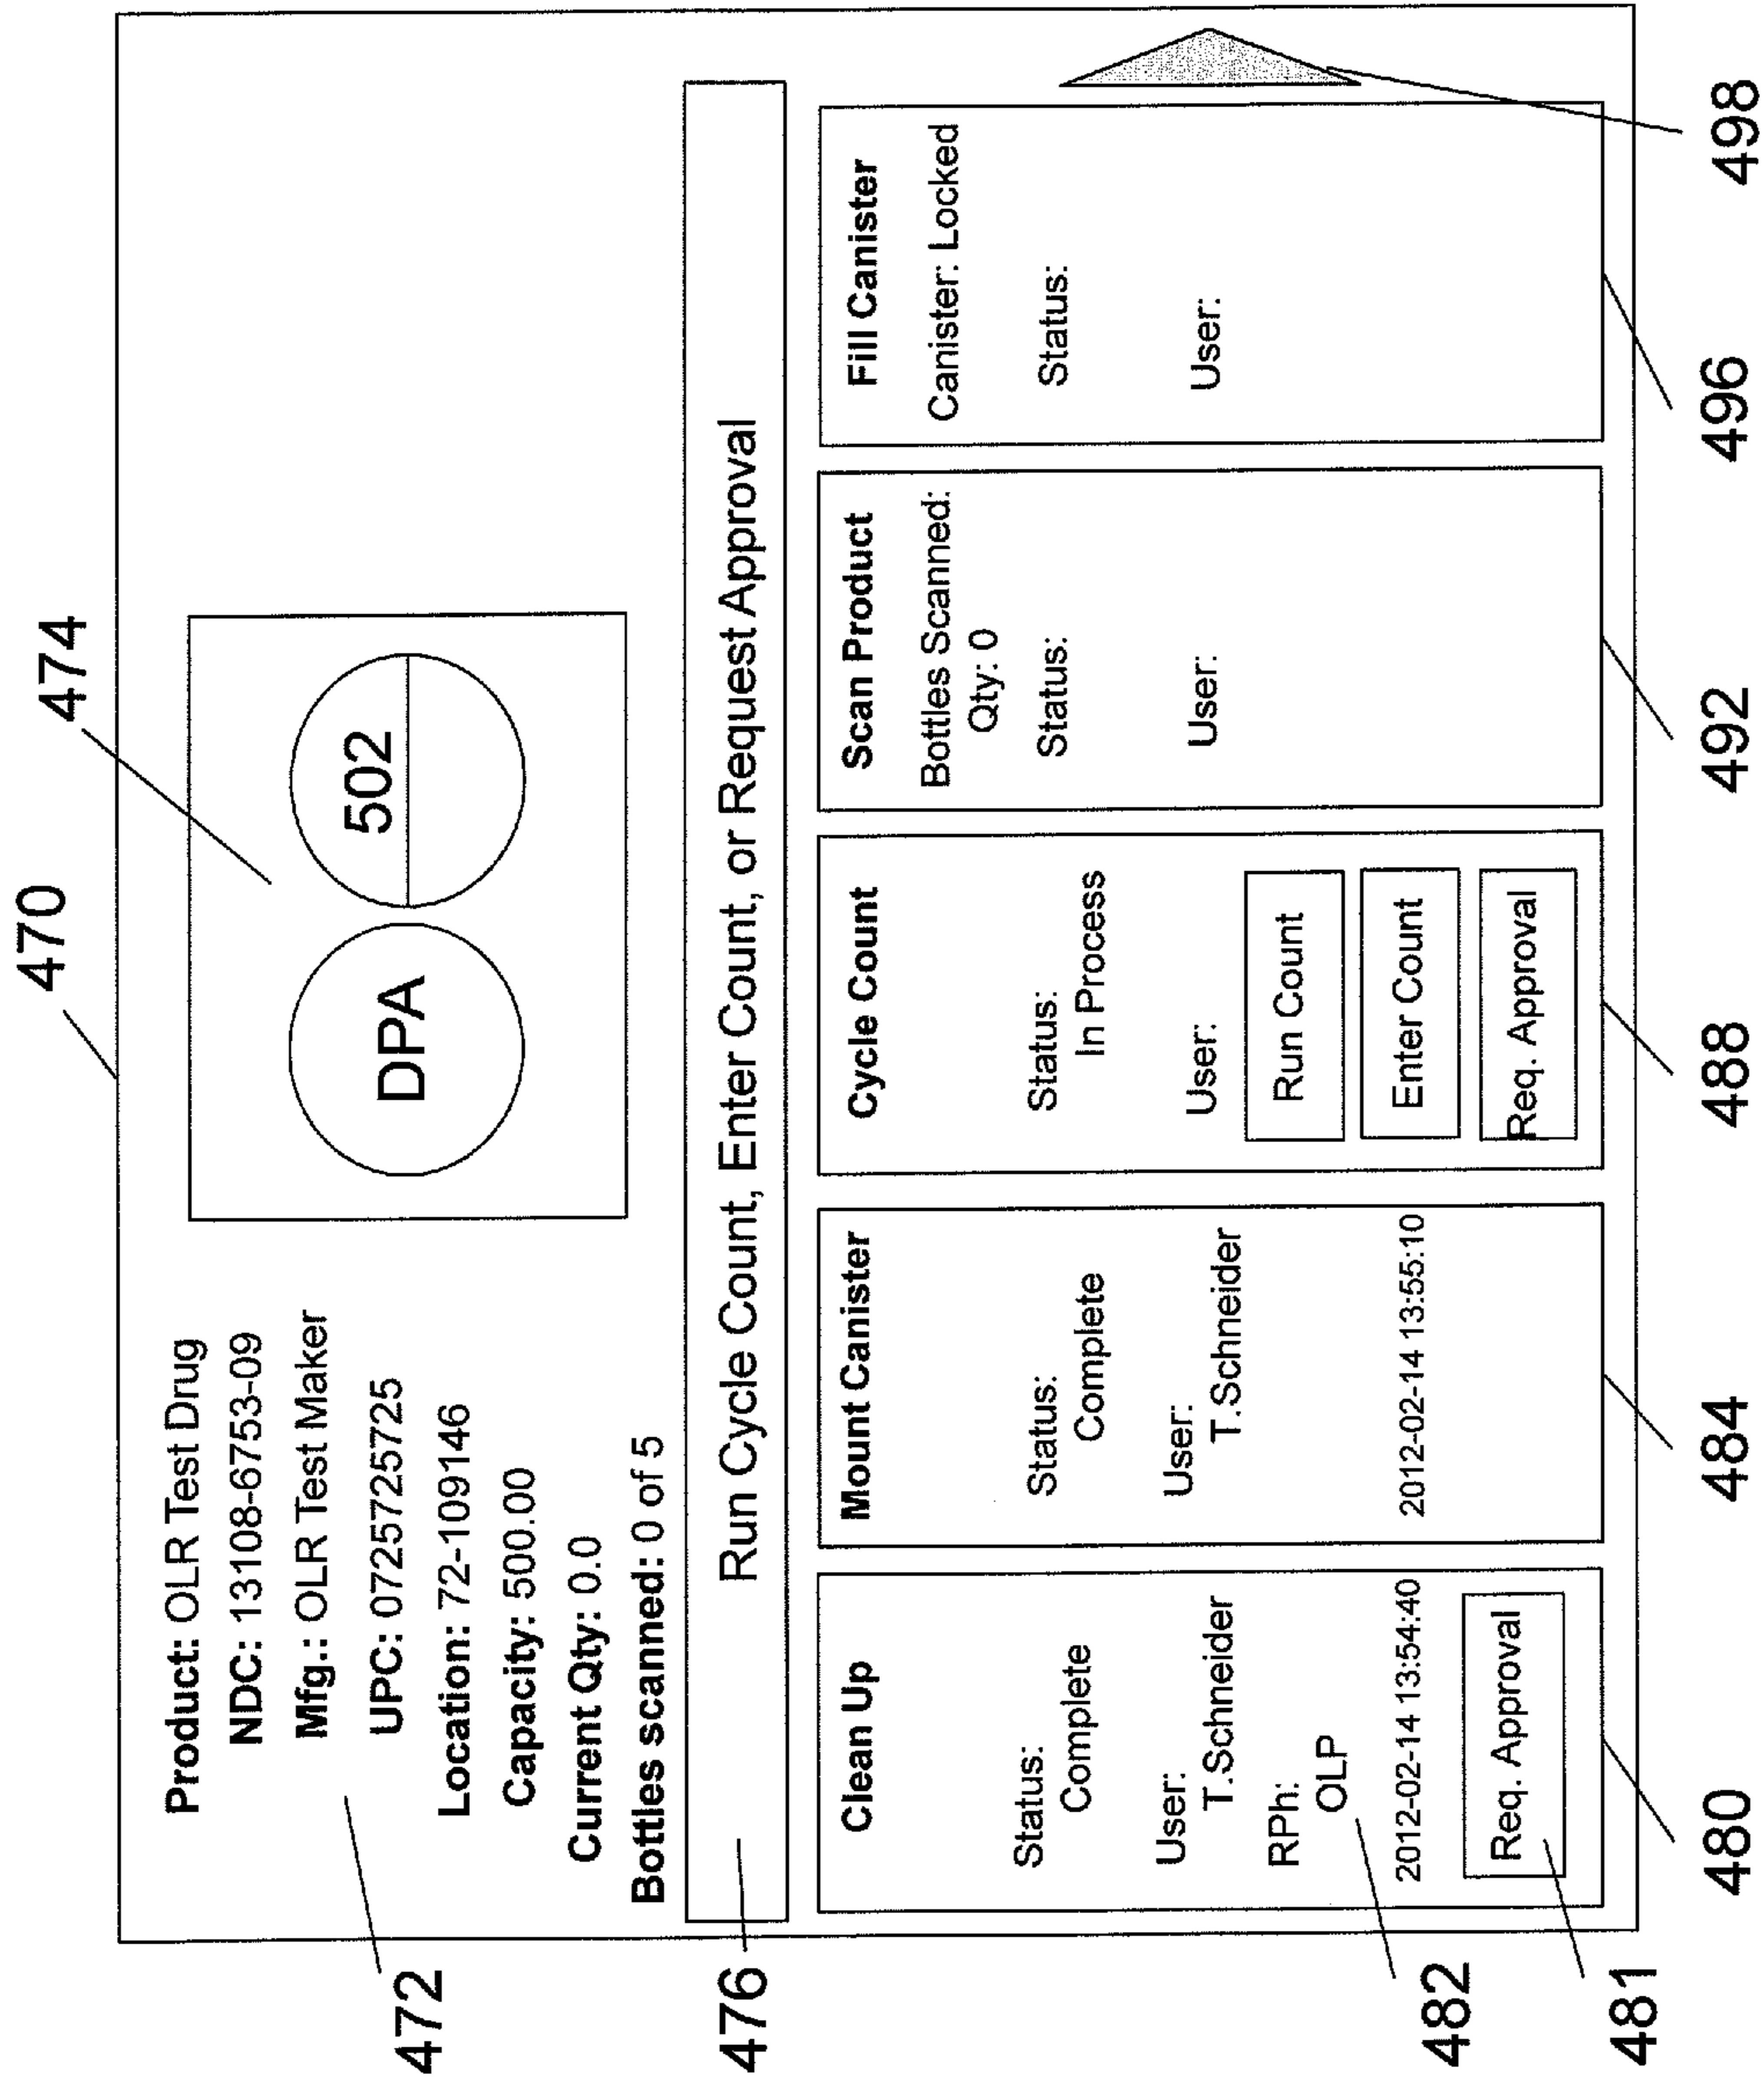 470
474
472
Product: OLR Test Drug
NDC: 13108-6753-09
Mfg.: OLR Test Maker
UPC: 0725725725
Location: 72-109146
Capacity: 500.00
Current Qty: 0.0
Bottles scanned: 0 of 5
DPA
502
476
Run Cycle Count, Enter Count, or Request Approval
Clean Up
Status:
Complete
User:
T.Schneider
RPh:
OLP
2012-02-14 13:54:40
Req. Approval
Mount Canister
Status:
Complete
User:
T.Schneider
2012-02-14 13:55:10
Cycle Count
Status:
In Process
User:
Run Count
Enter Count
Req. Approval
Scan Product
Bottles Scanned:
Qty: 0
Status:
User:
Fill Canister
Canister: Locked
Status:
User:
482
481
480
484
488
492
496
498